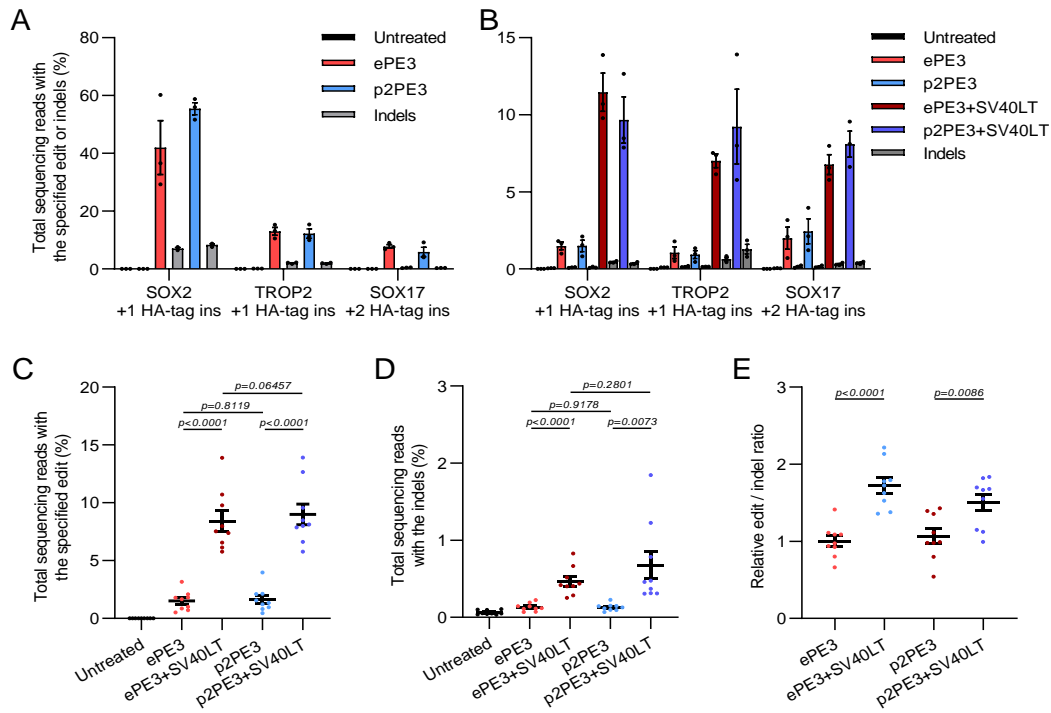 A
Total sequencing reads with
the specified edit or indels (%)
80
60
40
20
0
Untreated
ePE3
p2PE3
Indels
SOX2
+1 HA-tag ins
TROP2
+1 HA-tag ins
SOX17
+2 HA-tag ins
B
15
10
5
0
Untreated
ePE3
p2PE3
ePE3+SV40LT
p2PE3+SV40LT
Indels
SOX2
+1 HA-tag ins
TROP2
+1 HA-tag ins
SOX17
+2 HA-tag ins
C
Total sequencing reads with
the specified edit (%)
20
15
10
5
0
p=0.06457
p=0.8119
p<0.0001
p<0.0001
Untreated
ePE3
ePE3+SV40LT
p2PE3
p2PE3+SV40LT
D
Total sequencing reads
with the indels (%)
3
2
1
0
p=0.2801
p=0.9178
p<0.0001
p=0.0073
Untreated
ePE3
ePE3+SV40LT
p2PE3
p2PE3+SV40LT
E
Relative edit / indel ratio
3
2
1
0
p<0.0001
p=0.0086
ePE3
ePE3+SV40LT
p2PE3
p2PE3+SV40LT